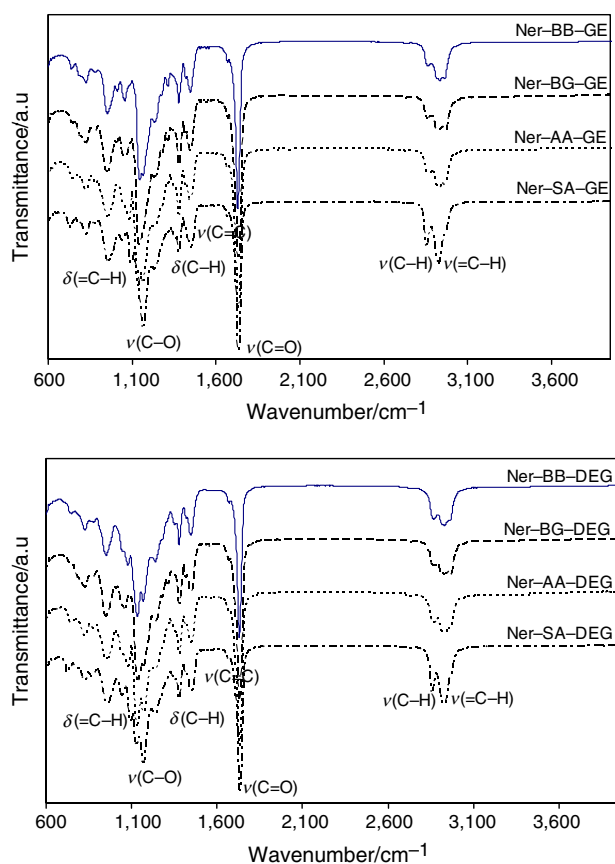 Ner–BB–GE
Ner–BG–GE
Ner–AA–GE
Ner–SA–GE
Transmittance/a.u
ν(C=C)
δ(=C–H)
δ(C–H)
ν(C–H)
ν(=C–H)
ν(C–O)
ν(C=O)
600 1,100 1,600 2,100 2,600 3,100 3,600
Wavenumber/cm⁻¹
Ner–BB–DEG
Ner–BG–DEG
Ner–AA–DEG
Ner–SA–DEG
Transmittance/a.u
ν(C=C)
δ(=C–H)
δ(C–H)
ν(C–H)
ν(=C–H)
ν(C–O)
ν(C=O)
600 1,100 1,600 2,100 2,600 3,100 3,600
Wavenumber/cm⁻¹